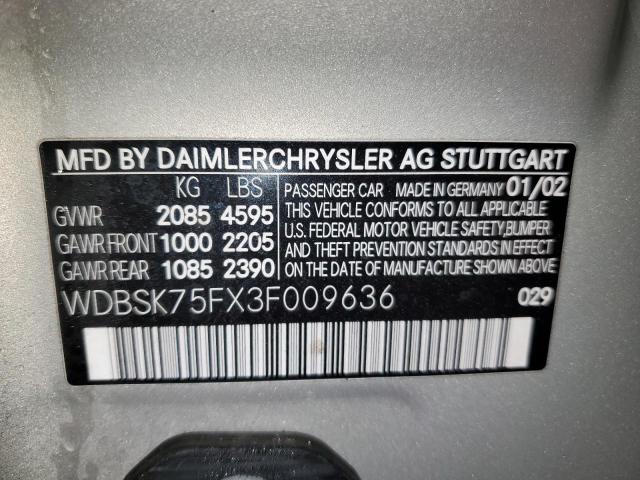 MFD BY DAIMLERCHRYSLER AG STUTTGART
KG LBS
GVWR 2085 4595
GAWR FRONT 1000 2205
GAWR REAR 1085 2390
PASSENGER CAR MADE IN GERMANY 01/02
THIS VEHICLE CONFORMS TO ALL APPLICABLE
U.S. FEDERAL MOTOR VEHICLE SAFETY, BUMPER
AND THEFT PREVENTION STANDARDS IN EFFECT
ON THE DATE OF MANUFACTURE SHOWN ABOVE
WDBSK75FX3F009636 029